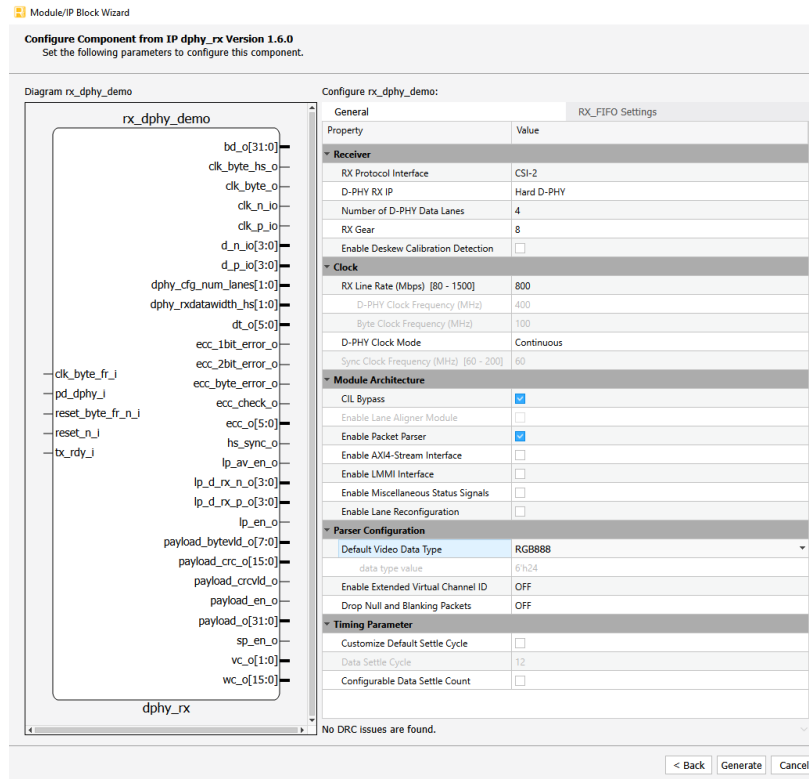 Module/IP Block Wizard
Configure Component from IP dphy_rx Version 1.6.0
Set the following parameters to configure this component.
Diagram rx_dphy_demo
rx_dphy_demo
bd_o[31:0]
clk_byte_hs_o
clk_byte_o
clk_n_io
clk_p_io
d_n_io[3:0]
d_p_io[3:0]
dphy_cfg_num_lanes[1:0]
dphy_rxdatawidth_hs[1:0]
dt_o[5:0]
ecc_1bit_error_o
ecc_2bit_error_o
ecc_byte_error_o
ecc_check_o
ecc_o[5:0]
hs_sync_o
lp_av_en_o
lp_d_rx_n_o[3:0]
lp_d_rx_p_o[3:0]
lp_en_o
payload_bytevld_o[7:0]
payload_crc_o[15:0]
payload_crcvld_o
payload_en_o
payload_o[31:0]
sp_en_o
vc_o[1:0]
wc_o[15:0]
clk_byte_fr_i
pd_dphy_i
reset_byte_fr_n_i
reset_n_i
tx_rdy_i
dphy_rx
Configure rx_dphy_demo:
General RX_FIFO Settings
Property Value
Receiver
RX Protocol Interface CSI-2
D-PHY RX IP Hard D-PHY
Number of D-PHY Data Lanes 4
RX Gear 8
Enable Deskew Calibration Detection
Clock
RX Line Rate (Mbps) [80 - 1500] 800
D-PHY Clock Frequency (MHz) 400
Byte Clock Frequency (MHz) 100
D-PHY Clock Mode Continuous
Sync Clock Frequency (MHz) [60 - 200] 60
Module Architecture
CIL Bypass
Enable Lane Aligner Module
Enable Packet Parser
Enable AXI4-Stream Interface
Enable LMMI Interface
Enable Miscellaneous Status Signals
Enable Lane Reconfiguration
Parser Configuration
Default Video Data Type RGB888
data type value 6'h24
Enable Extended Virtual Channel ID OFF
Drop Null and Blanking Packets OFF
Timing Parameter
Customize Default Settle Cycle
Data Settle Cycle 12
Configurable Data Settle Count
No DRC issues are found.
< Back Generate Cancel